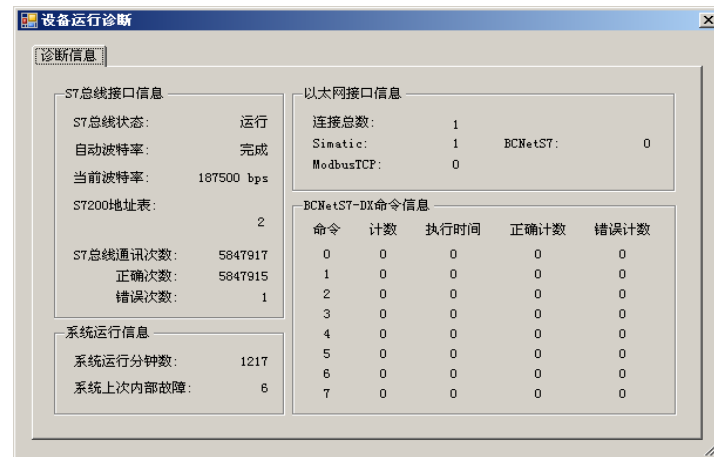 设备运行诊断
诊断信息
S7总线接口信息
S7总线状态: 运行
自动波特率: 完成
当前波特率: 187500 bps
S7200地址表:
2
S7总线通讯次数: 5847917
正确次数: 5847915
错误次数: 1
系统运行信息
系统运行分钟数: 1217
系统上次内部故障: 6
以太网接口信息
连接总数: 1
Simatic: 1 BCNetS7: 0
ModbusTCP: 0
BCNetS7-DX命令信息
命令 计数 执行时间 正确计数 错误计数
0 0 0 0 0
1 0 0 0 0
2 0 0 0 0
3 0 0 0 0
4 0 0 0 0
5 0 0 0 0
6 0 0 0 0
7 0 0 0 0